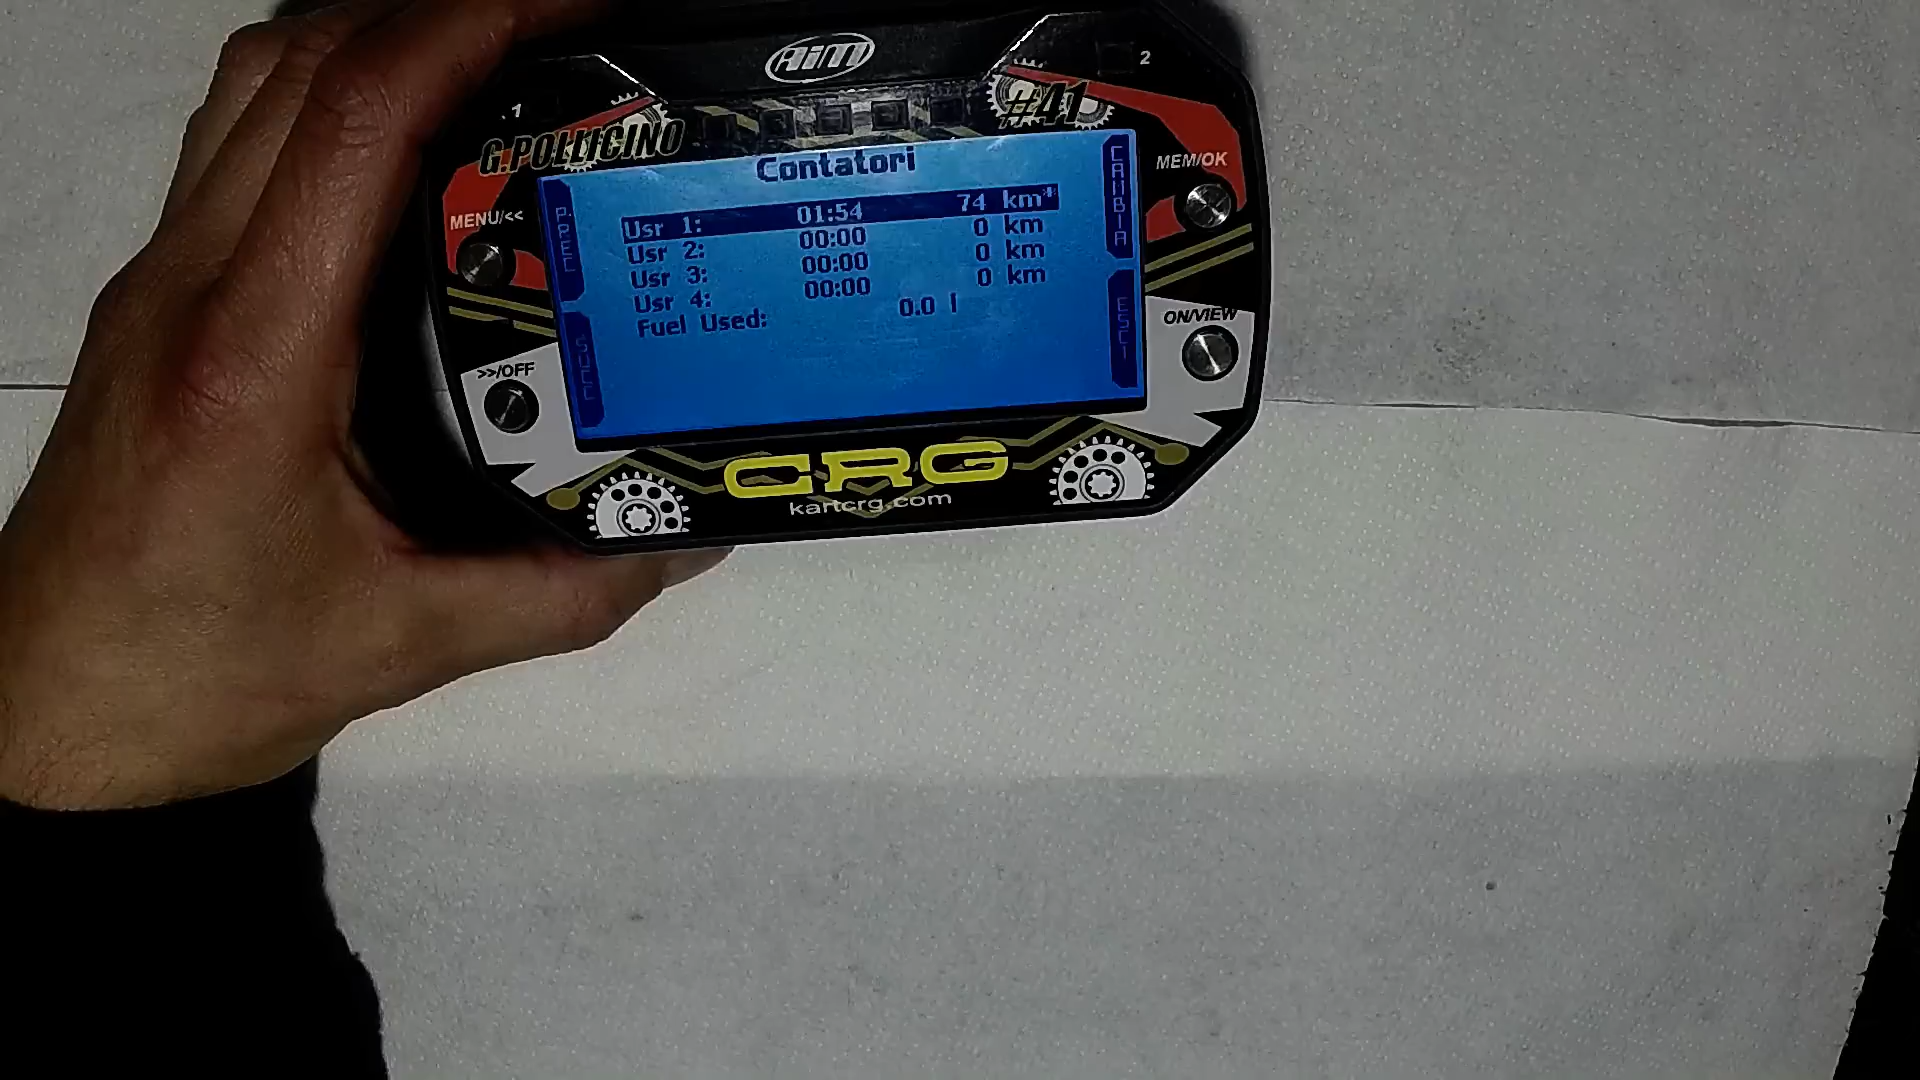 AiM
.1
2
G.POLLICINO
#41
Contatori
MENU/<<
MEM/OK
PREC
CAMBIA
Usr 1: 01:54 74 km*
Usr 2: 00:00 0 km
Usr 3: 00:00 0 km
Usr 4: 00:00 0 km
Fuel Used: 0.0 l
>>/OFF
ON/VIEW
SUCC
ESCI
CRG
kartcrg.com